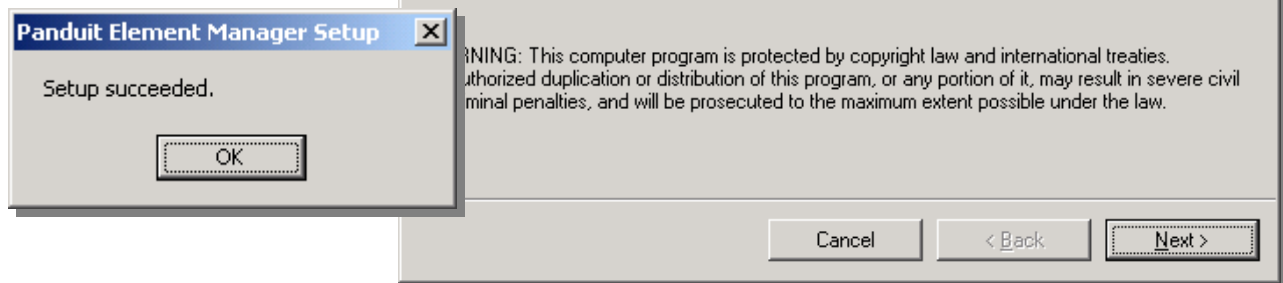 Panduit Element Manager Setup
Setup succeeded.
OK
RNING: This computer program is protected by copyright law and international treaties.
uthorized duplication or distribution of this program, or any portion of it, may result in severe civil
minal penalties, and will be prosecuted to the maximum extent possible under the law.
Cancel
< Back
Next >